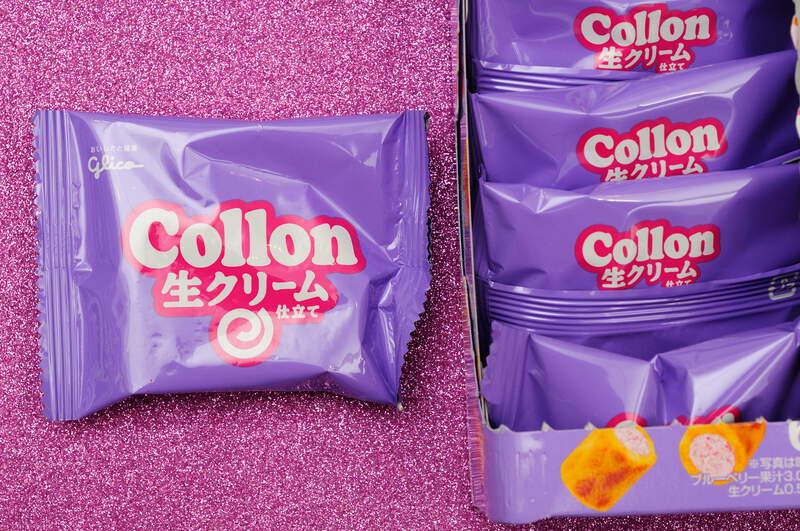 おいしさと健康
Glico
Collon
生クリーム
仕立て
Collon
生クリーム
仕立て
Collon
生クリーム
Collon
生クリーム
仕立て
※写真は
ブルーベリー果汁3.0
生クリーム0.